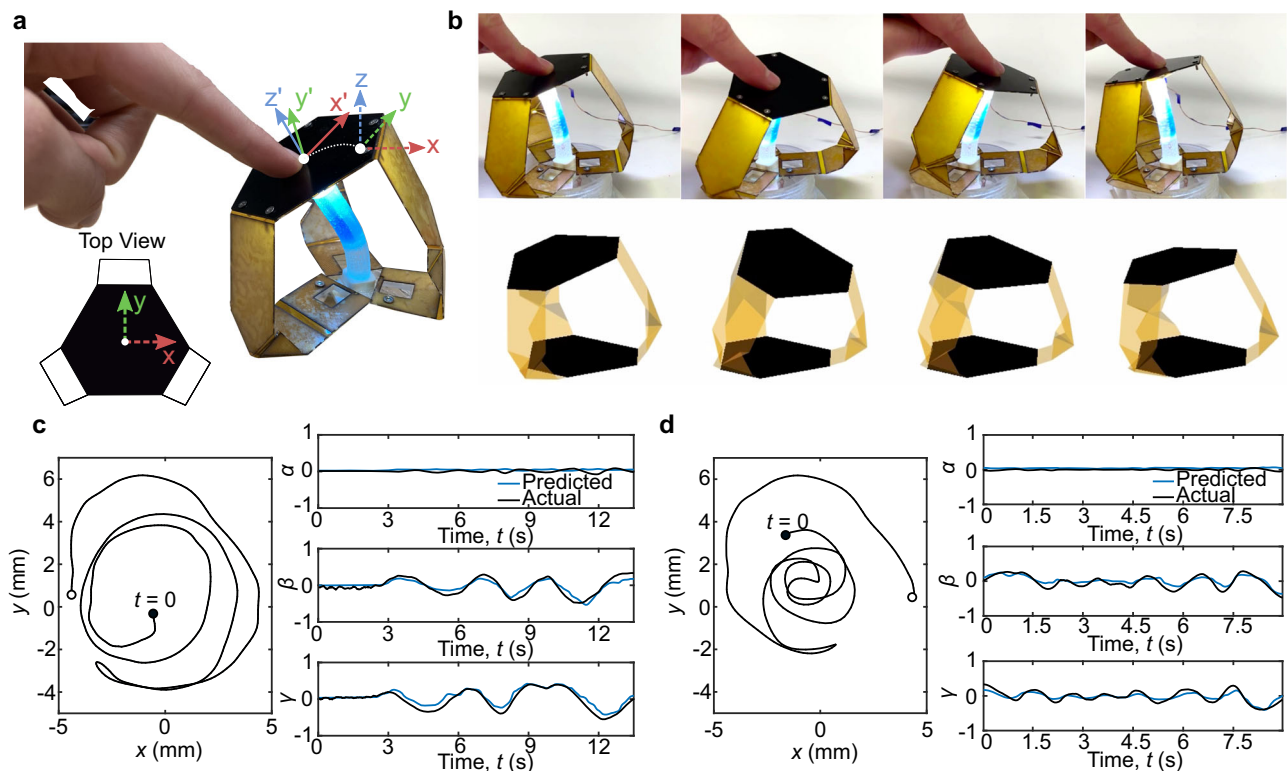 a
z'
y'
x'
z
y
x
Top View
y
x
b
c
6
4
2
0
-2
-4
y (mm)
t = 0
-5
0
5
x (mm)
1
0
-1
α
Predicted
Actual
0
3
6
9
12
Time, t (s)
1
0
-1
β
0
3
6
9
12
Time, t (s)
1
0
-1
γ
0
3
6
9
12
Time, t (s)
d
6
4
2
0
-2
-4
y (mm)
t = 0
-5
0
5
x (mm)
1
0
-1
α
Predicted
Actual
0
1.5
3
4.5
6
7.5
Time, t (s)
1
0
-1
β
0
1.5
3
4.5
6
7.5
Time, t (s)
1
0
-1
γ
0
1.5
3
4.5
6
7.5
Time, t (s)